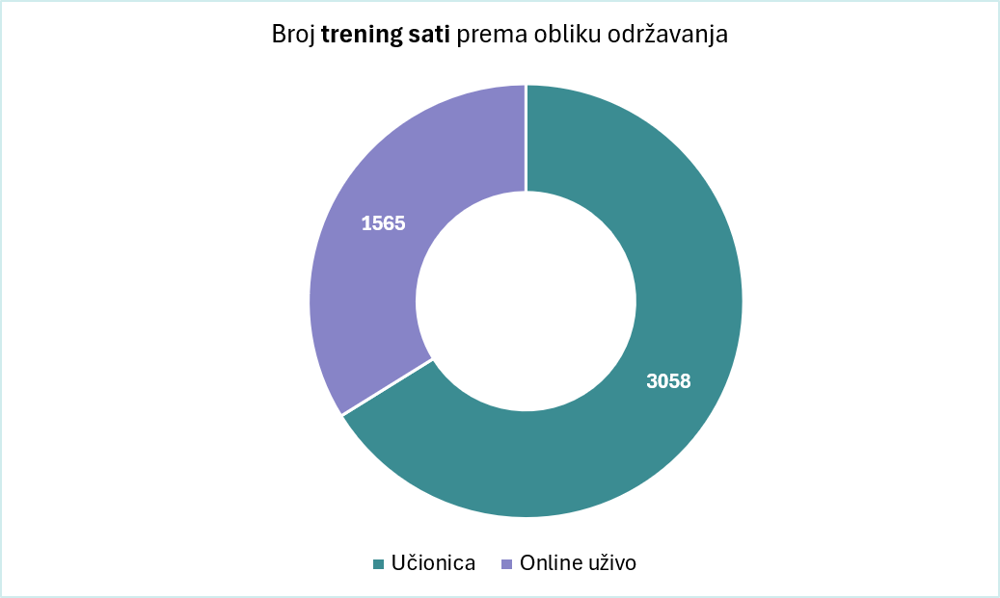 Broj trening sati prema obliku održavanja
1565
3058
Učionica
Online uživo